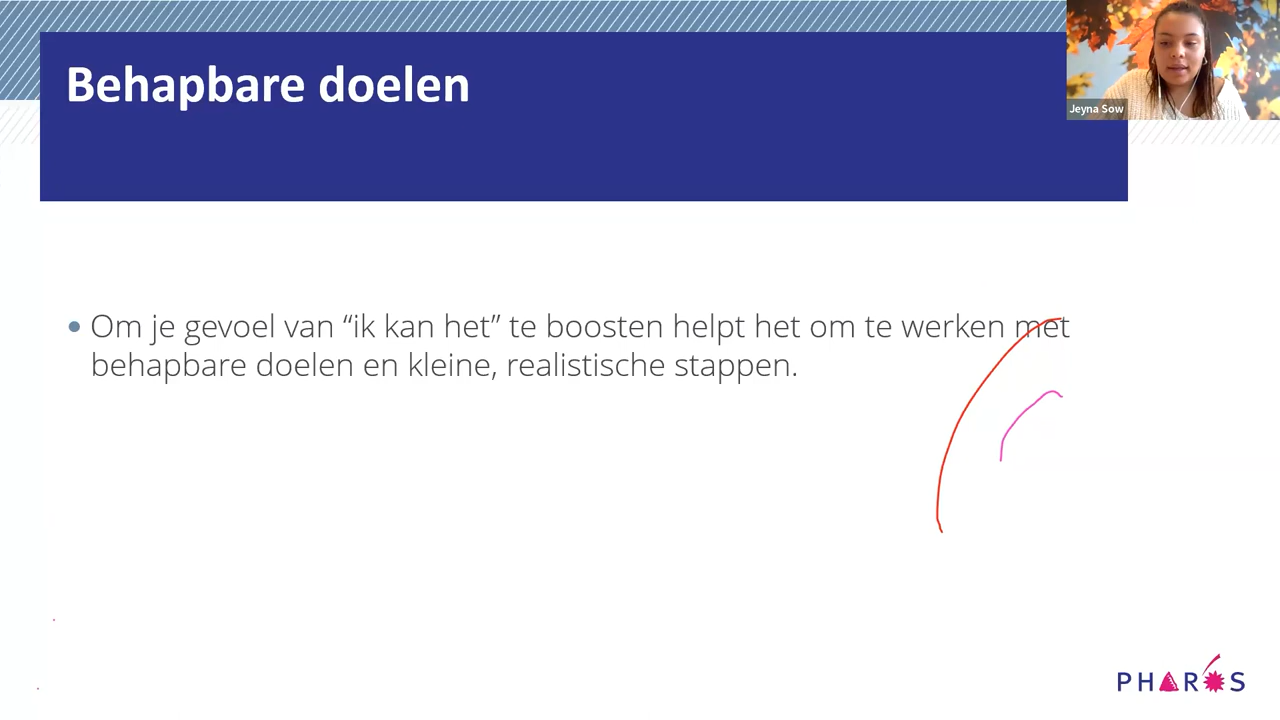 Behapbare doelen
Jeyna Sow
• Om je gevoel van “ik kan het” te boosten helpt het om te werken met
behapbare doelen en kleine, realistische stappen.
PHAROS